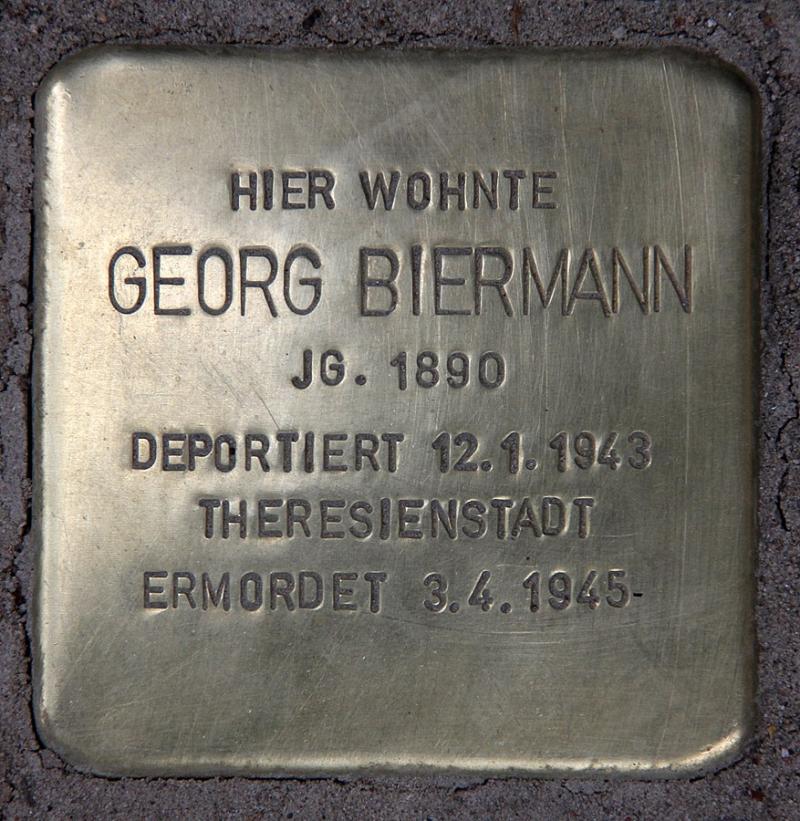 HIER WOHNTE
GEORG BIERMANN
JG. 1890
DEPORTIERT 12.1.1943
THERESIENSTADT
ERMORDET 3.4.1945